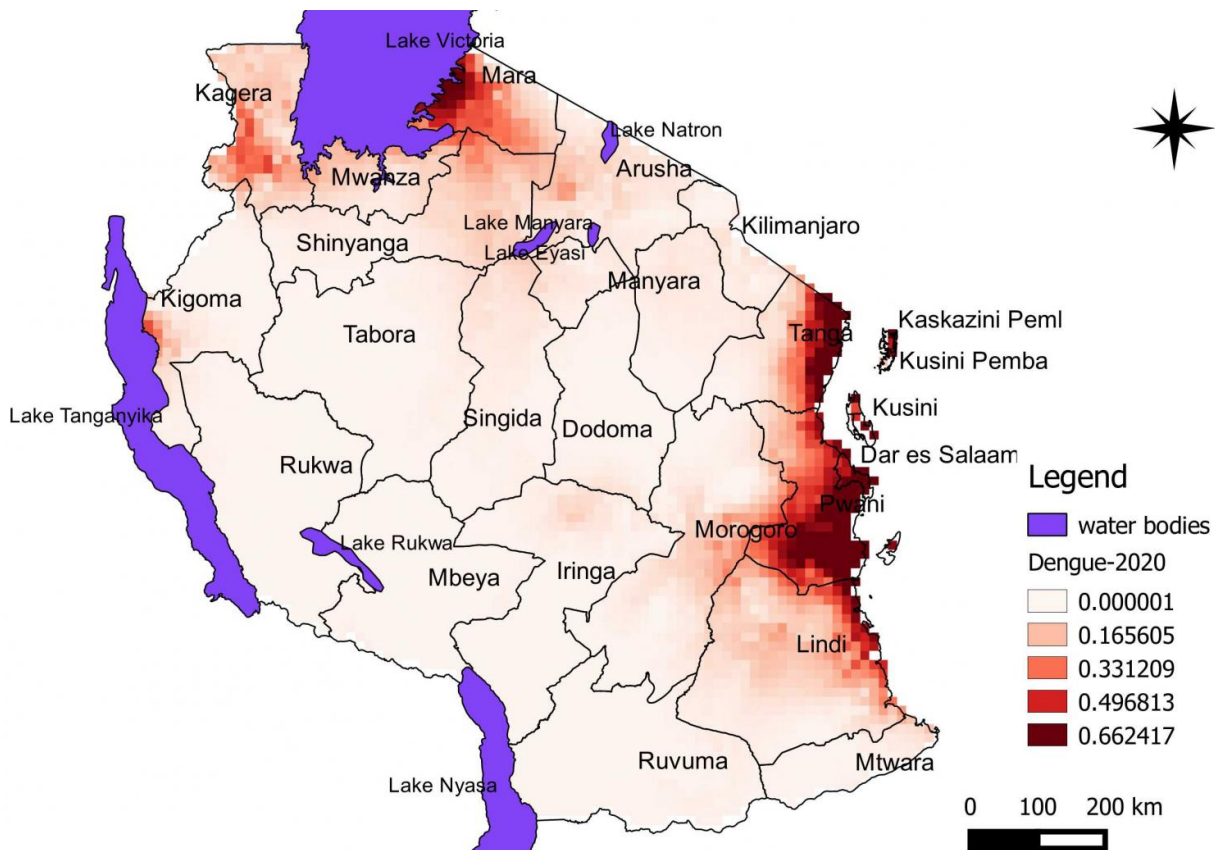 Lake Victoria
Mara
Kagera
Lake Natron
Arusha
Mwanza
Lake Manyara
Kilimanjaro
Shinyanga
Lake Eyasi
Manyara
Kigoma
Kaskazini Peml
Tabora
Tanga
Kusini Pemba
Lake Tanganyika
Singida
Kusini
Dodoma
Dar es Salaam
Rukwa
Legend
Pwani
water bodies
Morogoro
Lake Rukwa
Dengue-2020
Mbeya
Iringa
0.000001
0.165605
Lindi
0.331209
0.496813
0.662417
Ruvuma
Mtwara
Lake Nyasa
0 100 200 km